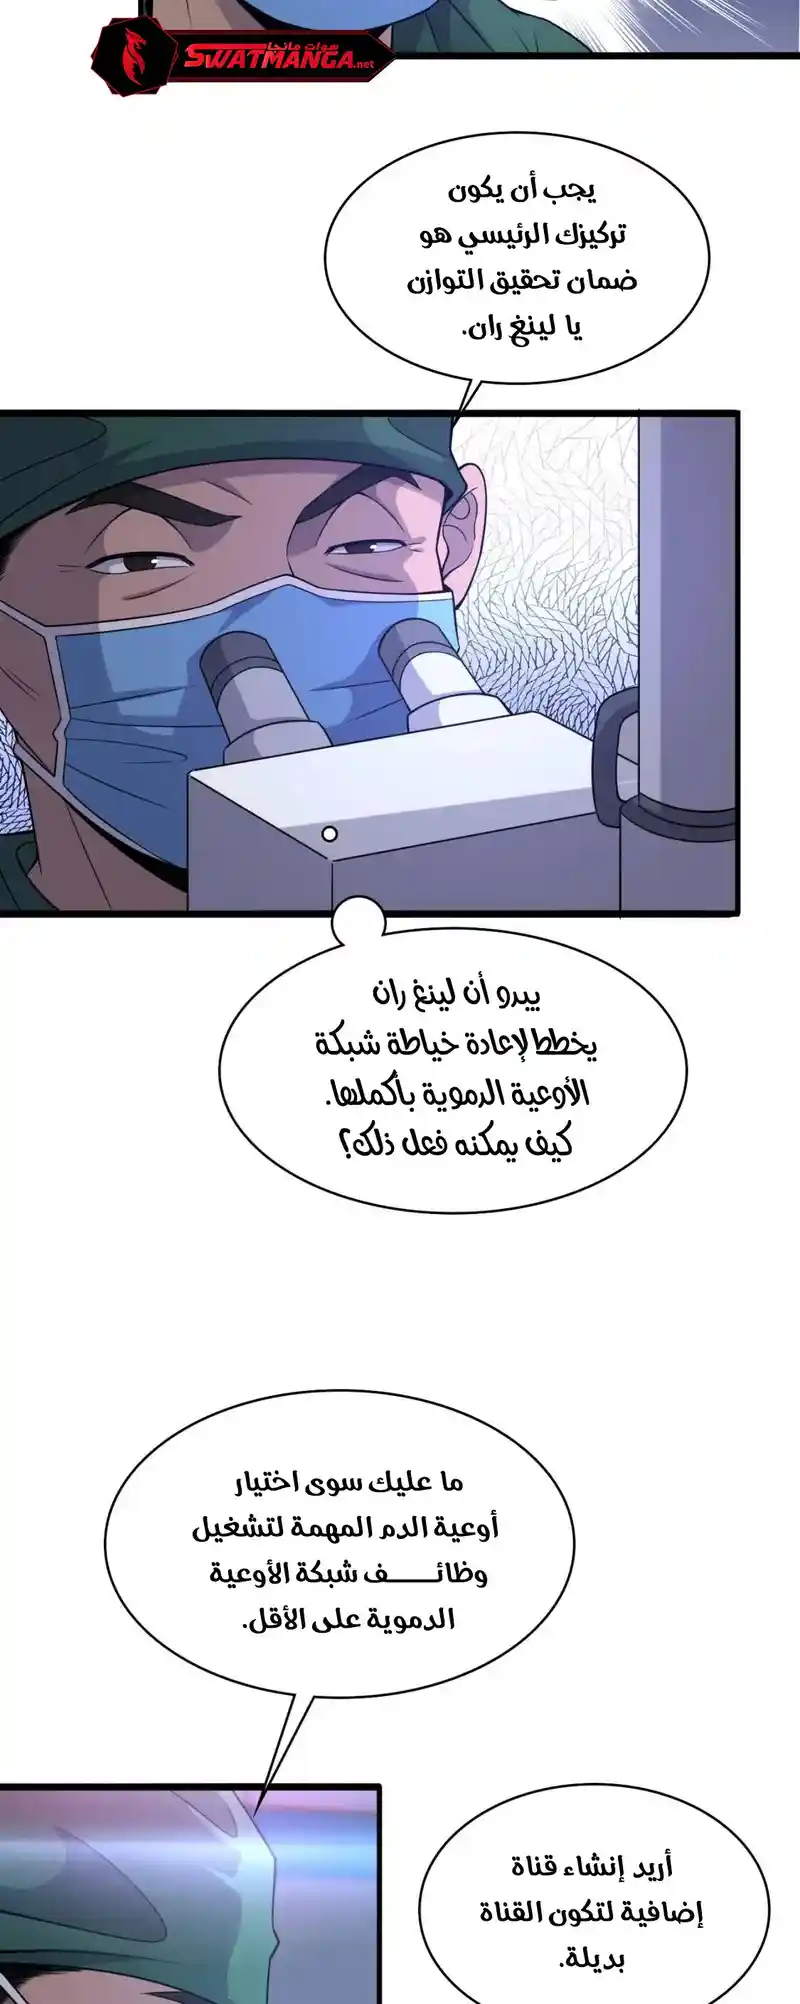 سوات مانجا
SWATMANGA.net
يجب أن يكون
تركيزك الرئيسي هو
ضمان تحقيق التوازن
يا لينغ ران.
يبدو أن لينغ ران
يخطط لإعادة خياطة شبكة
الأوعية الدموية بأكملها.
كيف يمكنه فعل ذلك؟
ما عليك سوى اختيار
أوعية الدم المهمة لتشغيل
وظائـــــف شبكة الأوعية
الدموية على الأقل.
أريد إنشاء قناة
إضافية لتكون القناة
بديلة.